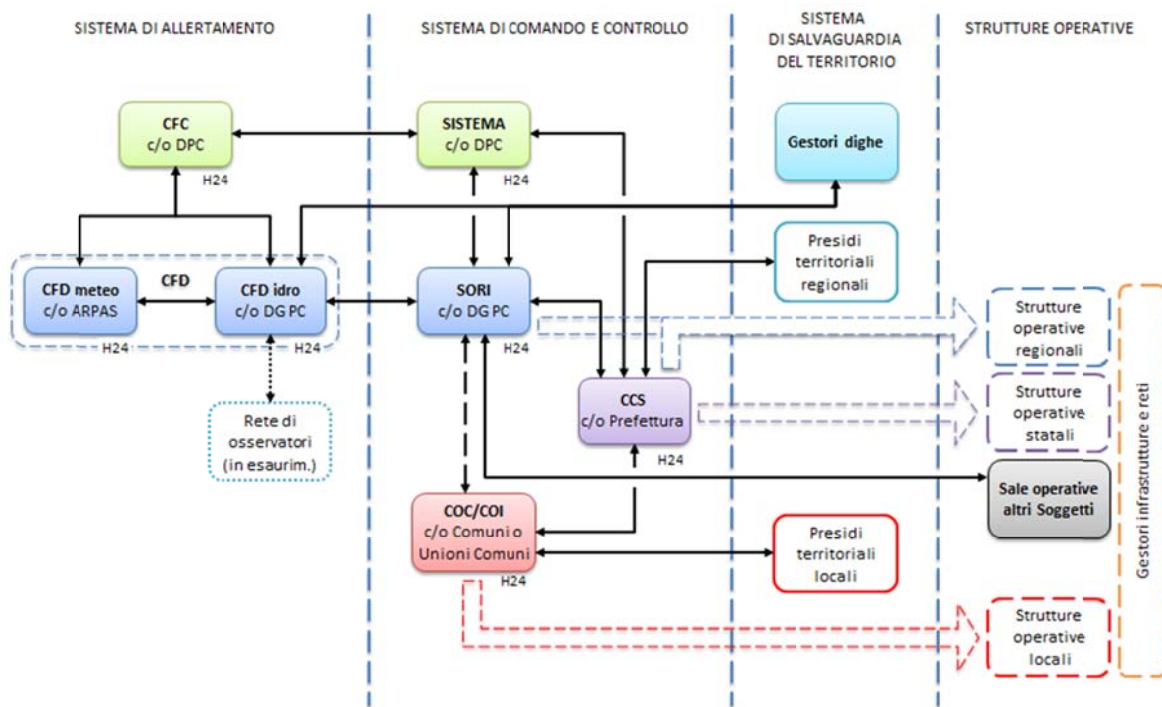 SISTEMA DI ALLERTAMENTO
SISTEMA DI COMANDO E CONTROLLO
SISTEMA
DI SALVAGUARDIA
DEL TERRITORIO
STRUTTURE OPERATIVE
CFC
c/o DPC
H24
SISTEMA
c/o DPC
H24
Gestori dighe
Presidi
territoriali
regionali
CFD meteo
c/o ARPAS
H24
CFD
CFD idro
c/o DG PC
H24
SORI
c/o DG PC
H24
Strutture
operative
regionali
Rete di
osservatori
(in esaurim.)
CCS
c/o Prefettura
H24
Strutture
operative
statali
Sale operative
altri Soggetti
COC/COI
c/o Comuni o
Unioni Comuni
H24
Presidi
territoriali
locali
Strutture
operative
locali
Gestori infrastrutture e reti